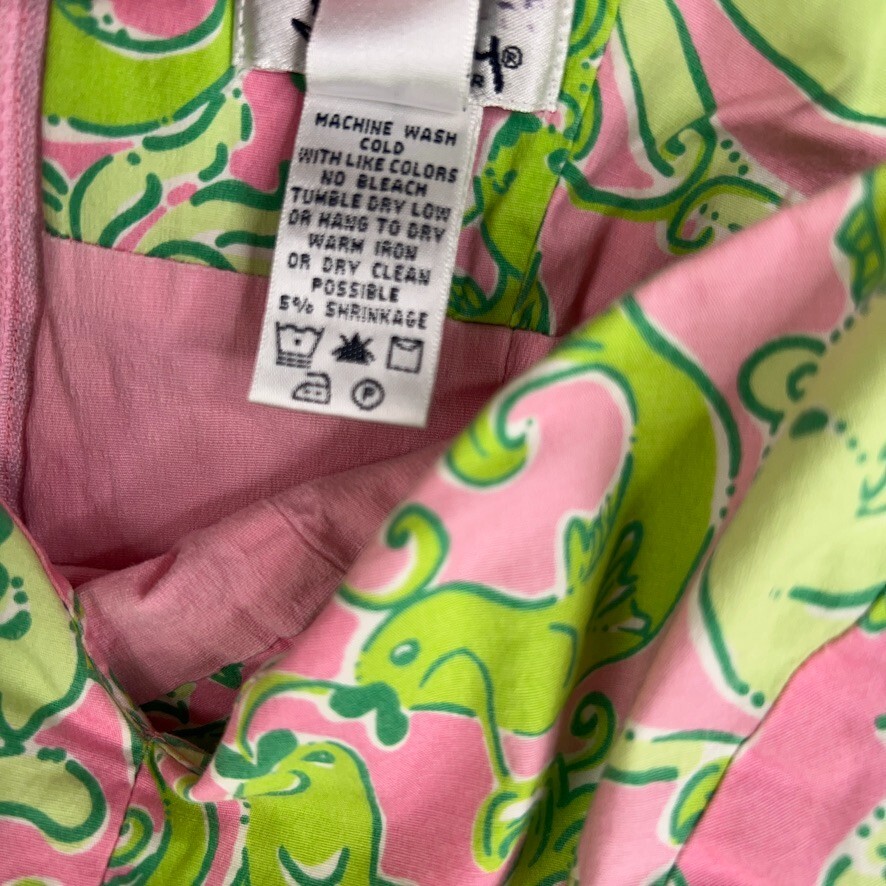 ®
MACHINE WASH
COLD
WITH LIKE COLORS
NO BLEACH
TUMBLE DRY LOW
OR HANG TO DRY
WARM IRON
OR DRY CLEAN
POSSIBLE
5% SHRINKAGE
P